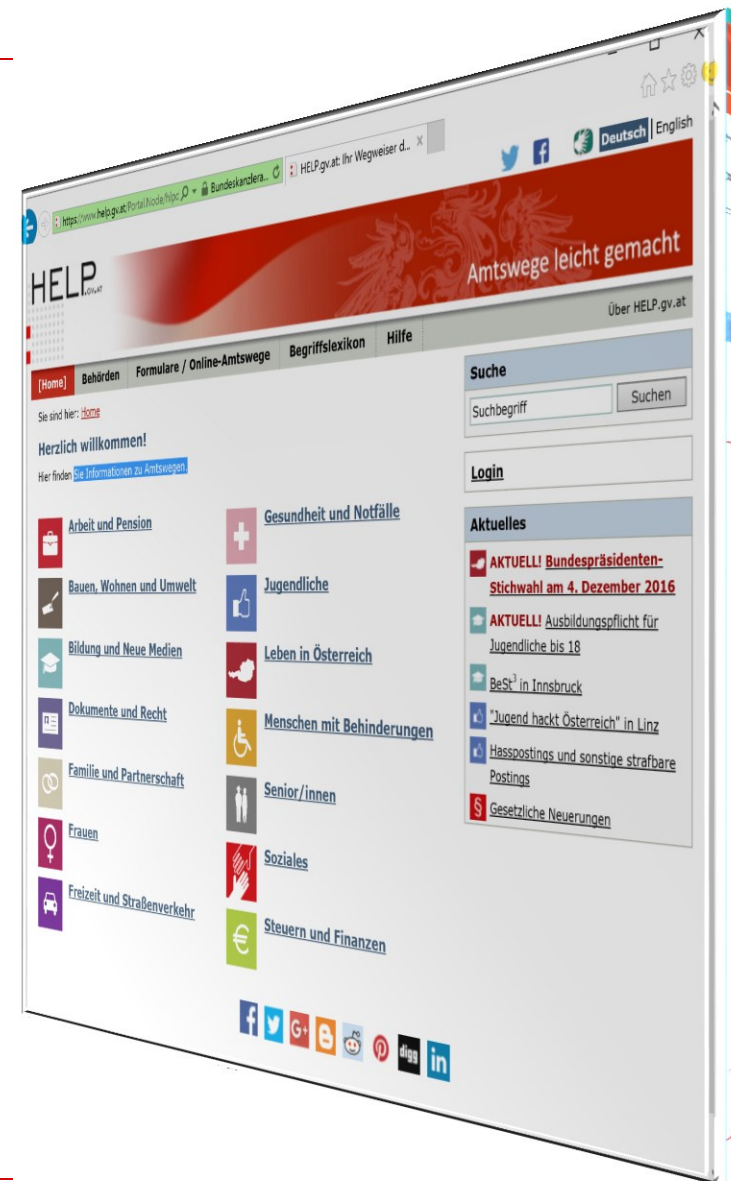 https://www.help.gv.at/Portal.Node/hlpc
Bundeskanzlera...
HELP.gv.at: Ihr Wegweiser d...
Deutsch | English
HELP.GV.AT
Amtswege leicht gemacht
Über HELP.gv.at
[Home] Behörden Formulare / Online-Amtswege Begriffslexikon Hilfe
Sie sind hier: Home
Herzlich willkommen!
Hier finden Sie Informationen zu Amtswegen.
Arbeit und Pension
Bauen, Wohnen und Umwelt
Bildung und Neue Medien
Dokumente und Recht
Familie und Partnerschaft
Frauen
Freizeit und Straßenverkehr
Gesundheit und Notfälle
Jugendliche
Leben in Österreich
Menschen mit Behinderungen
Senior/innen
Soziales
Steuern und Finanzen
Suche
Suchbegriff Suchen
Login
Aktuelles
AKTUELL! Bundespräsidenten-
Stichwahl am 4. Dezember 2016
AKTUELL! Ausbildungspflicht für
Jugendliche bis 18
BeSt³ in Innsbruck
"Jugend hackt Österreich" in Linz
Hasspostings und sonstige strafbare
Postings
§ Gesetzliche Neuerungen
G+
digg
in